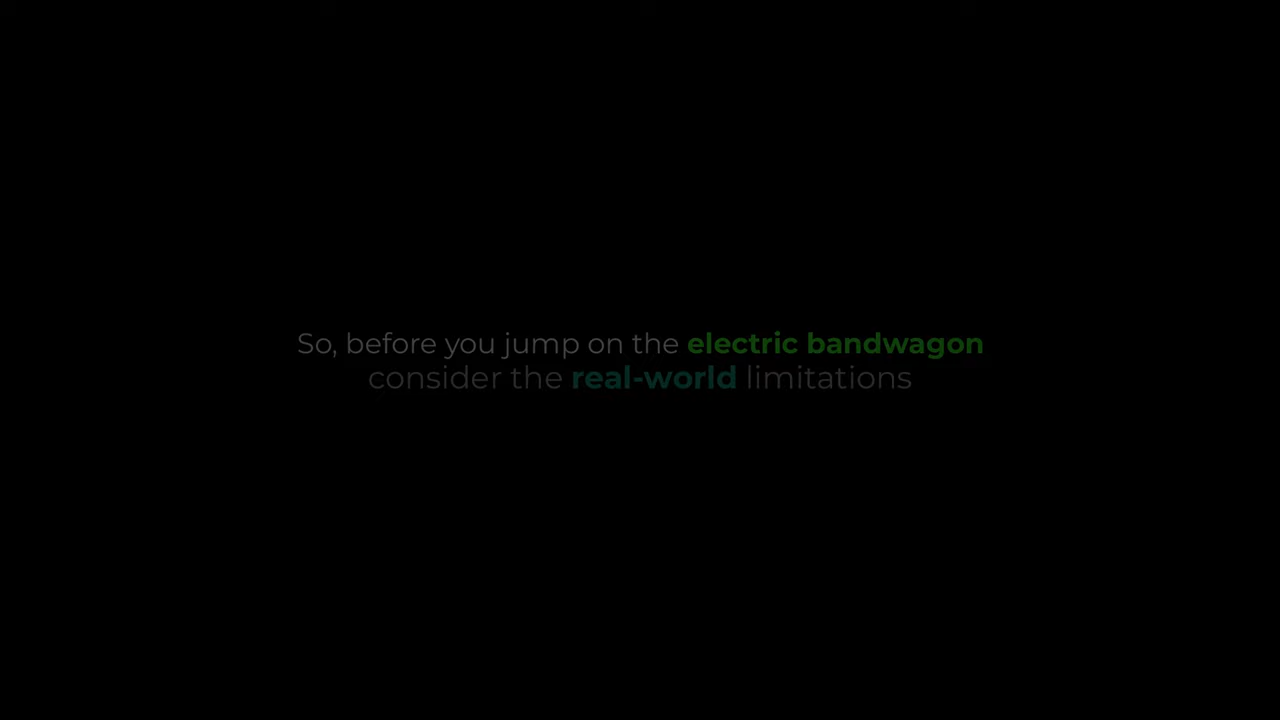 So, before you jump on the electric bandwagon
consider the real-world limitations